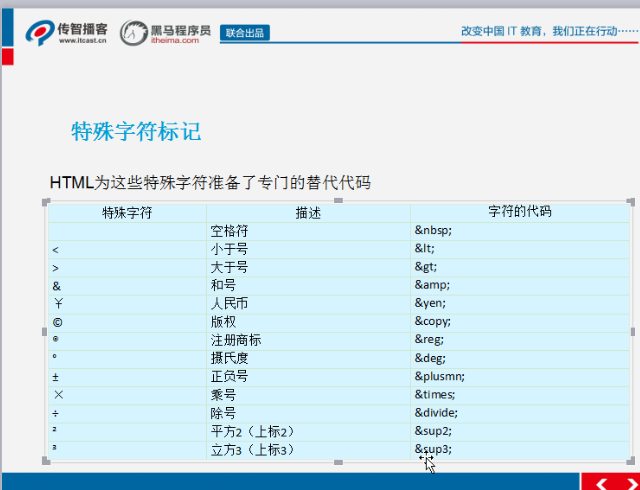 传智播客
www.itcast.cn
黑马程序员
itheima.com
联合出品
改变中国 IT 教育，我们正在行动……
特殊字符标记
HTML为这些特殊字符准备了专门的替代代码
特殊字符 描述 字符的代码
空格符 &nbsp;
< 小于号 &lt;
> 大于号 &gt;
& 和号 &amp;
¥ 人民币 &yen;
© 版权 &copy;
® 注册商标 &reg;
° 摄氏度 &deg;
± 正负号 &plusmn;
× 乘号 &times;
÷ 除号 &divide;
² 平方2（上标2） &sup2;
³ 立方3（上标3） &sup3;